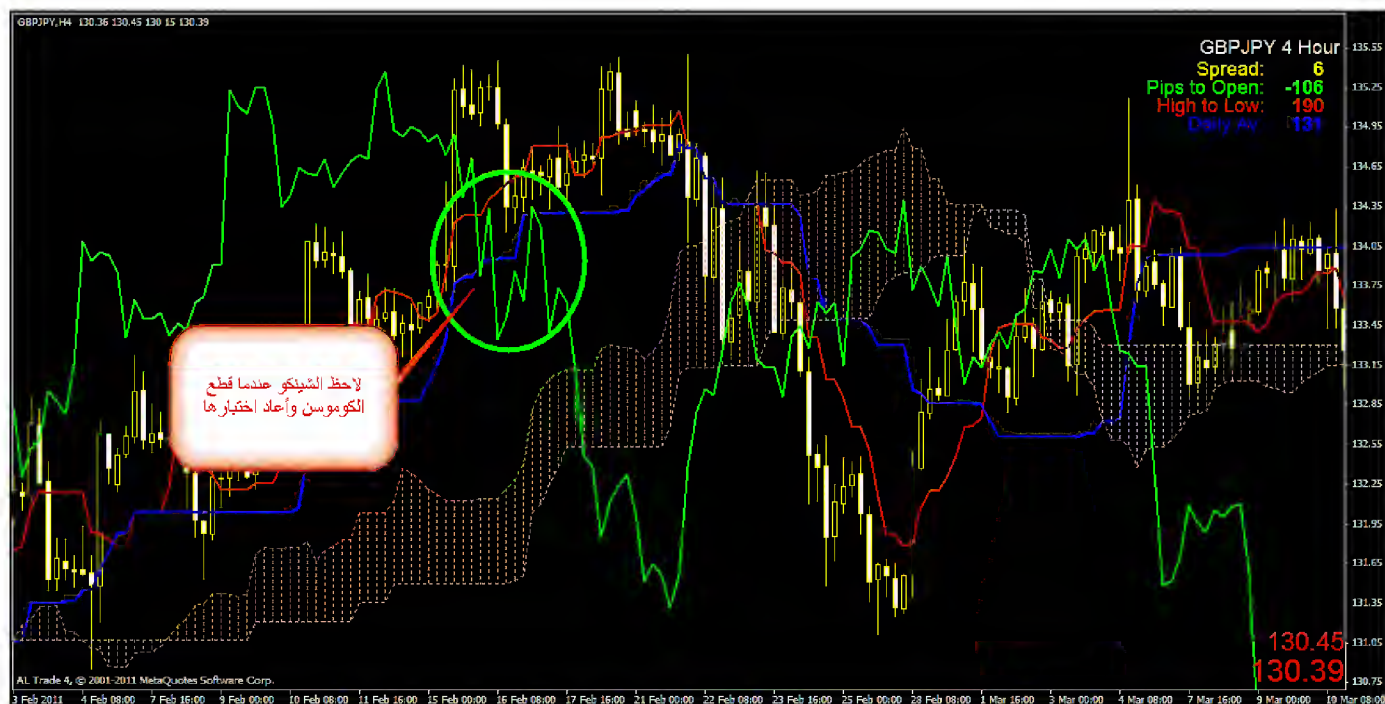 GBPJPY,H4 130.36 130.45 130 15 130.39
GBPJPY 4 Hour
Spread: 6
Pips to Open: -106
High to Low: 190
Daily Av: 131
لاحظ الشينكو عندما قطع
الكوموسن وأعاد اختبارها
135.55
135.25
134.95
134.65
134.35
134.05
133.75
133.45
133.15
132.85
132.55
132.25
131.95
131.65
131.35
131.05
130.75
130.45
130.39
AL Trade 4, © 2001-2011 MetaQuotes Software Corp.
3 Feb 2011 4 Feb 08:00 7 Feb 16:00 9 Feb 00:00 10 Feb 08:00 11 Feb 16:00 15 Feb 00:00 16 Feb 08:00 17 Feb 16:00 21 Feb 00:00 22 Feb 08:00 23 Feb 16:00 25 Feb 00:00 28 Feb 08:00 1 Mar 16:00 3 Mar 00:00 4 Mar 08:00 7 Mar 16:00 9 Mar 00:00 10 Mar 08:00